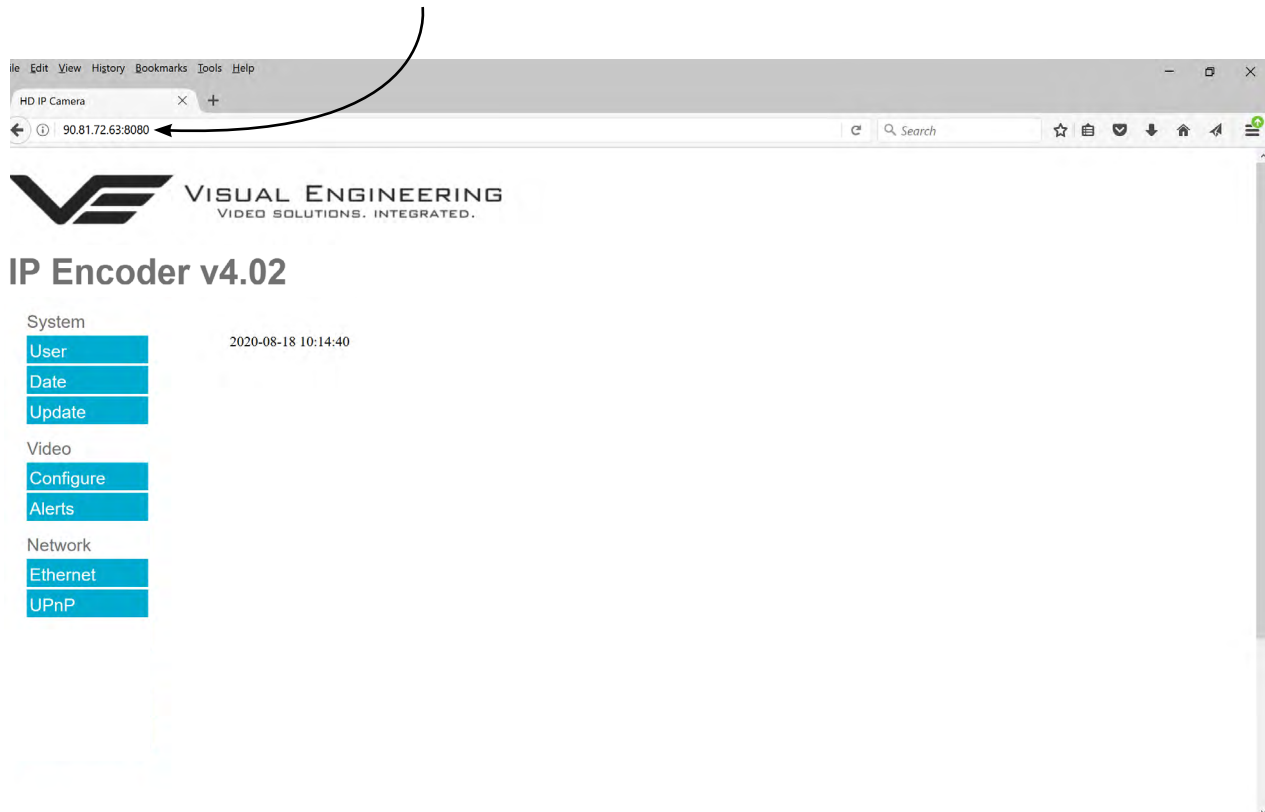 ile Edit View History Bookmarks Tools Help
HD IP Camera
90.81.72.63:8080
Search
VE VISUAL ENGINEERING
VIDEO SOLUTIONS. INTEGRATED.
IP Encoder v4.02
System
2020-08-18 10:14:40
User
Date
Update
Video
Configure
Alerts
Network
Ethernet
UPnP